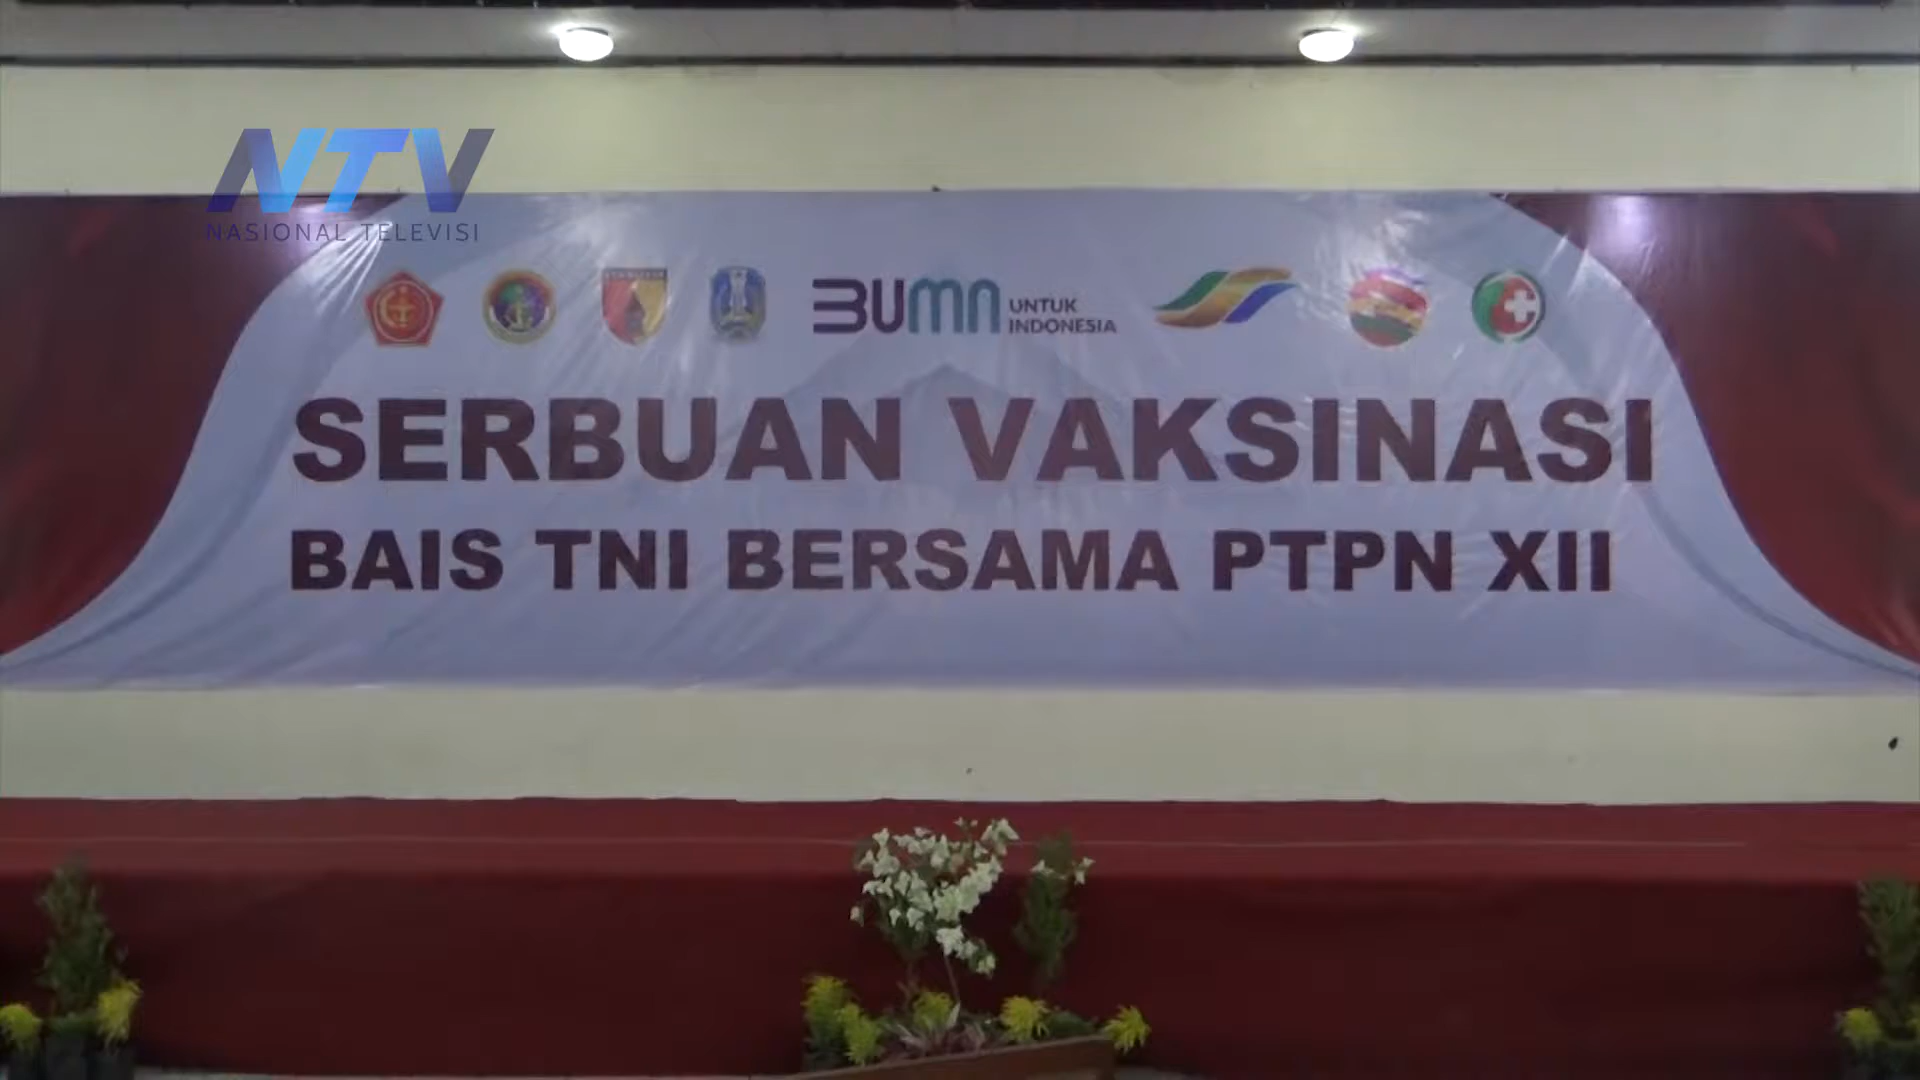 NTV
NASIONAL TELEVISI
BUMN UNTUK
INDONESIA
SERBUAN VAKSINASI
BAIS TNI BERSAMA PTPN XII